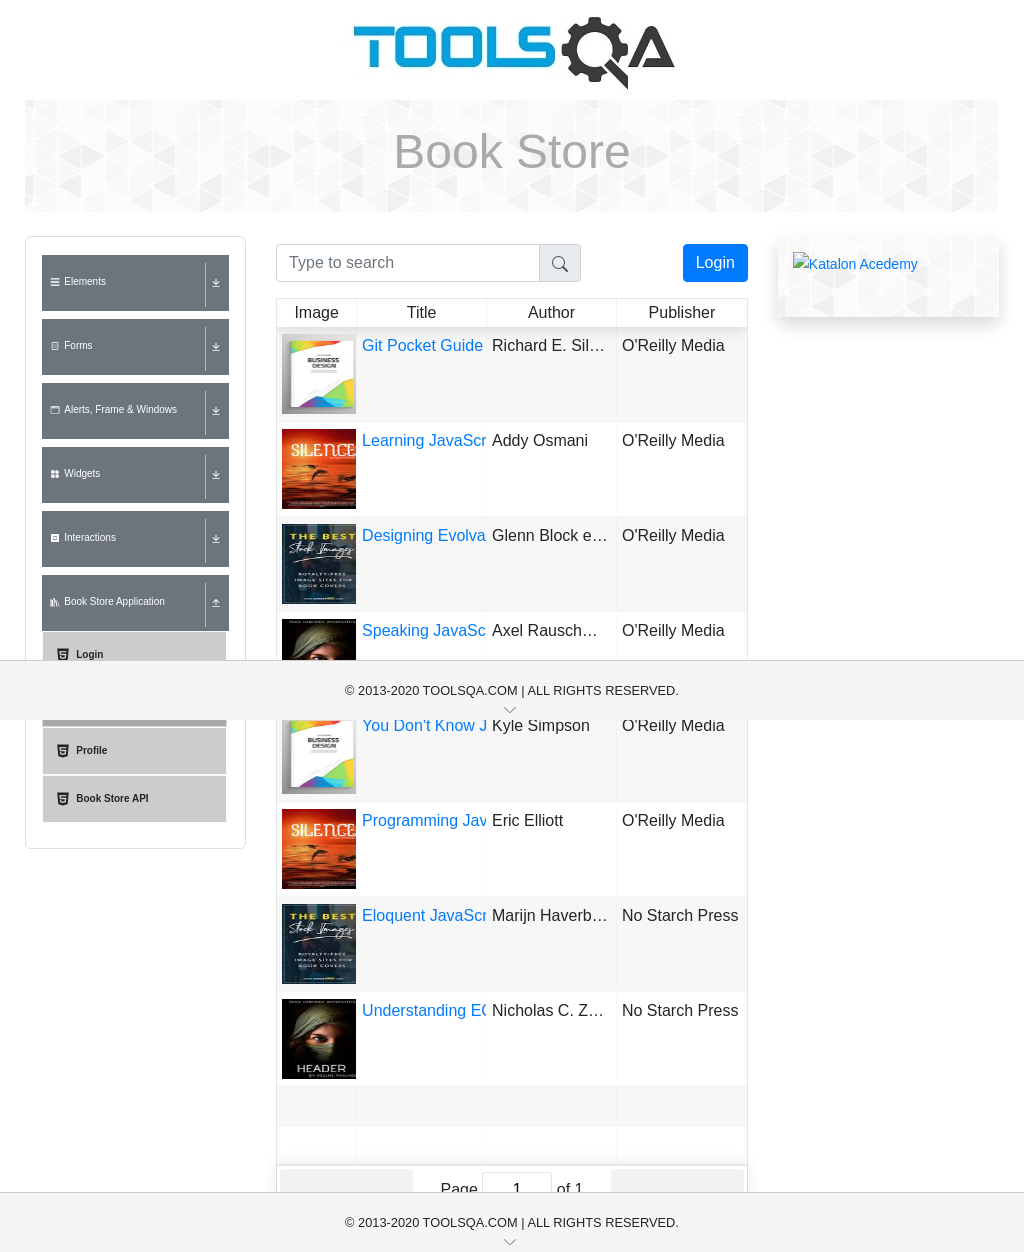 TOOLSQA
Book Store
Elements
Forms
Alerts, Frame & Windows
Widgets
Interactions
Book Store Application
Login
Profile
Book Store API
Type to search
Login
Image Title Author Publisher
BUSINESS
DESIGN
Git Pocket Guide Richard E. Sil… O'Reilly Media
SILENCE
Learning JavaScr Addy Osmani O'Reilly Media
THE BEST
Stock Images
ROYALTY-FREE
IMAGE SITES FOR
BOOK COVERS
Designing Evolva Glenn Block e… O'Reilly Media
Speaking JavaSc Axel Rausch… O'Reilly Media
© 2013-2020 TOOLSQA.COM | ALL RIGHTS RESERVED.
You Don't Know J Kyle Simpson O'Reilly Media
BUSINESS
DESIGN
Programming Jav Eric Elliott O'Reilly Media
SILENCE
Eloquent JavaScr Marijn Haverb… No Starch Press
THE BEST
Stock Images
ROYALTY-FREE
IMAGE SITES FOR
BOOK COVERS
Understanding EC Nicholas C. Z… No Starch Press
HEADER
Page 1 of 1
© 2013-2020 TOOLSQA.COM | ALL RIGHTS RESERVED.
Katalon Acedemy